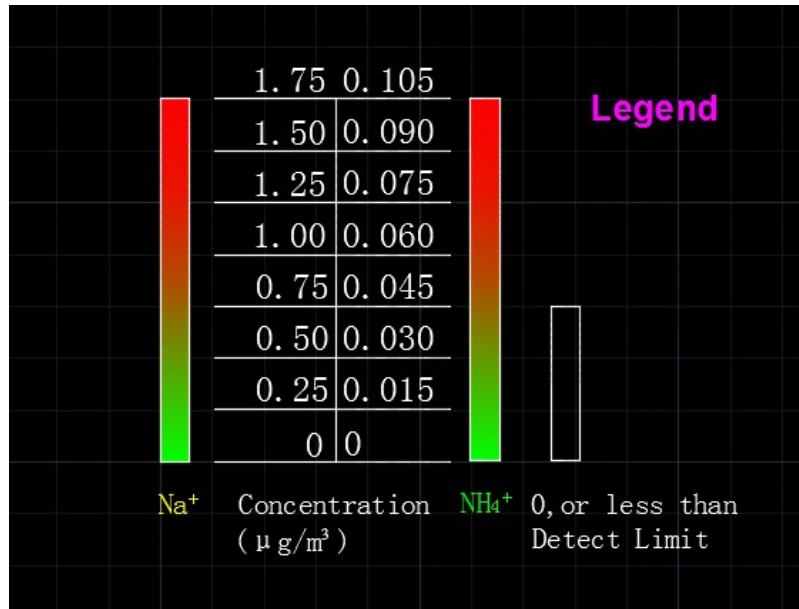 Legend
1.75 0.105
1.50 0.090
1.25 0.075
1.00 0.060
0.75 0.045
0.50 0.030
0.25 0.015
0 0
Na⁺
Concentration
(μg/m³)
NH₄⁺
0,or less than
Detect Limit